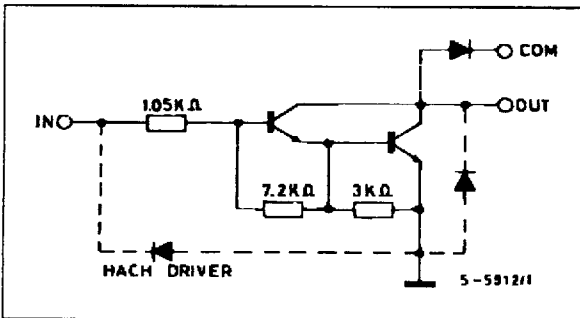 COM
1.05KΩ
OUT
IN
7.2KΩ
3KΩ
HACH DRIVER
5-5912/1